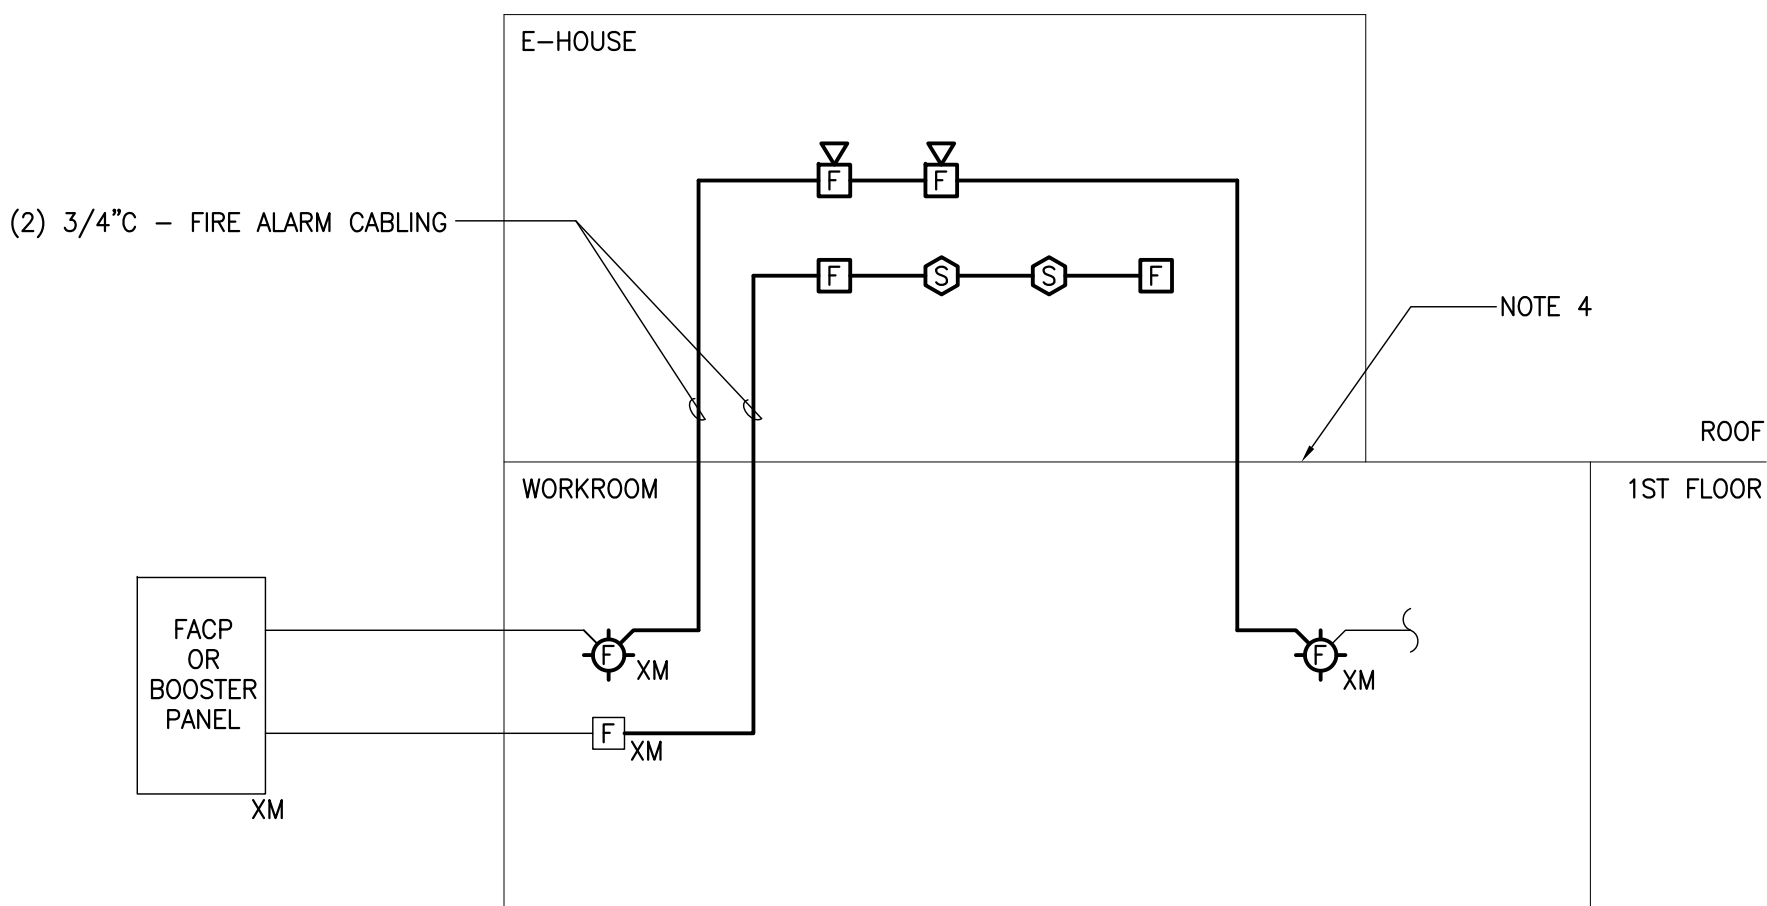 E-HOUSE
F
F
(2) 3/4"C - FIRE ALARM CABLING
F
S
S
F
NOTE 4
ROOF
WORKROOM
1ST FLOOR
FACP
OR
BOOSTER
PANEL
XM
F
XM
F
XM
F
XM